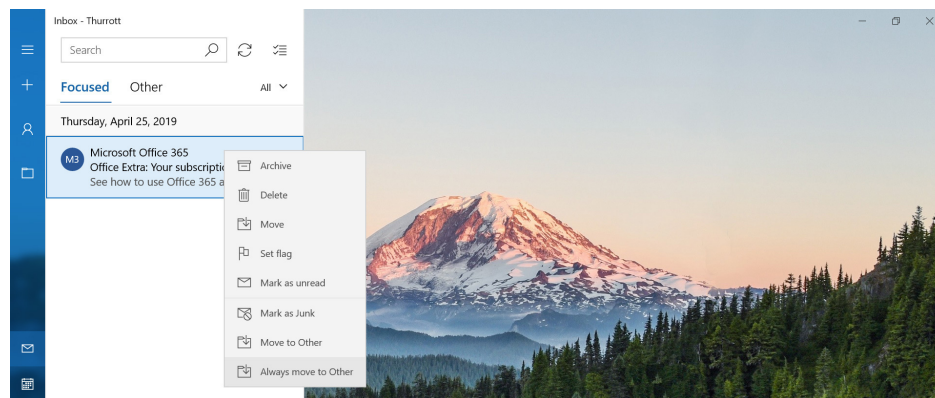 Inbox - Thurrott
Search
Focused Other All
Thursday, April 25, 2019
M3
Microsoft Office 365
Office Extra: Your
See how to use Office 365
Archive
Delete
Move
Set flag
Mark as unread
Mark as Junk
Move to Other
Always move to Other